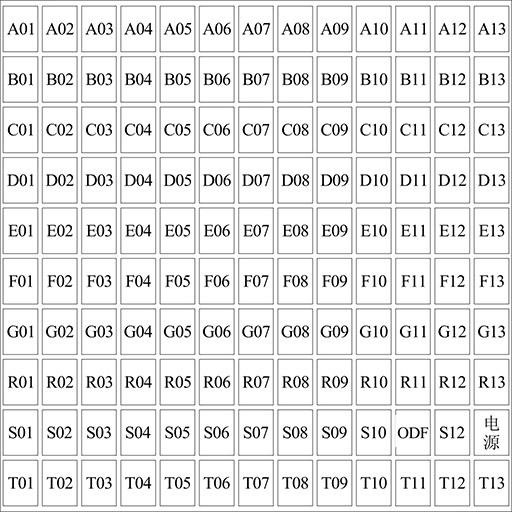 A01 A02 A03 A04 A05 A06 A07 A08 A09 A10 A11 A12 A13
B01 B02 B03 B04 B05 B06 B07 B08 B09 B10 B11 B12 B13
C01 C02 C03 C04 C05 C06 C07 C08 C09 C10 C11 C12 C13
D01 D02 D03 D04 D05 D06 D07 D08 D09 D10 D11 D12 D13
E01 E02 E03 E04 E05 E06 E07 E08 E09 E10 E11 E12 E13
F01 F02 F03 F04 F05 F06 F07 F08 F09 F10 F11 F12 F13
G01 G02 G03 G04 G05 G06 G07 G08 G09 G10 G11 G12 G13
R01 R02 R03 R04 R05 R06 R07 R08 R09 R10 R11 R12 R13
S01 S02 S03 S04 S05 S06 S07 S08 S09 S10 ODF S12 电源
T01 T02 T03 T04 T05 T06 T07 T08 T09 T10 T11 T12 T13